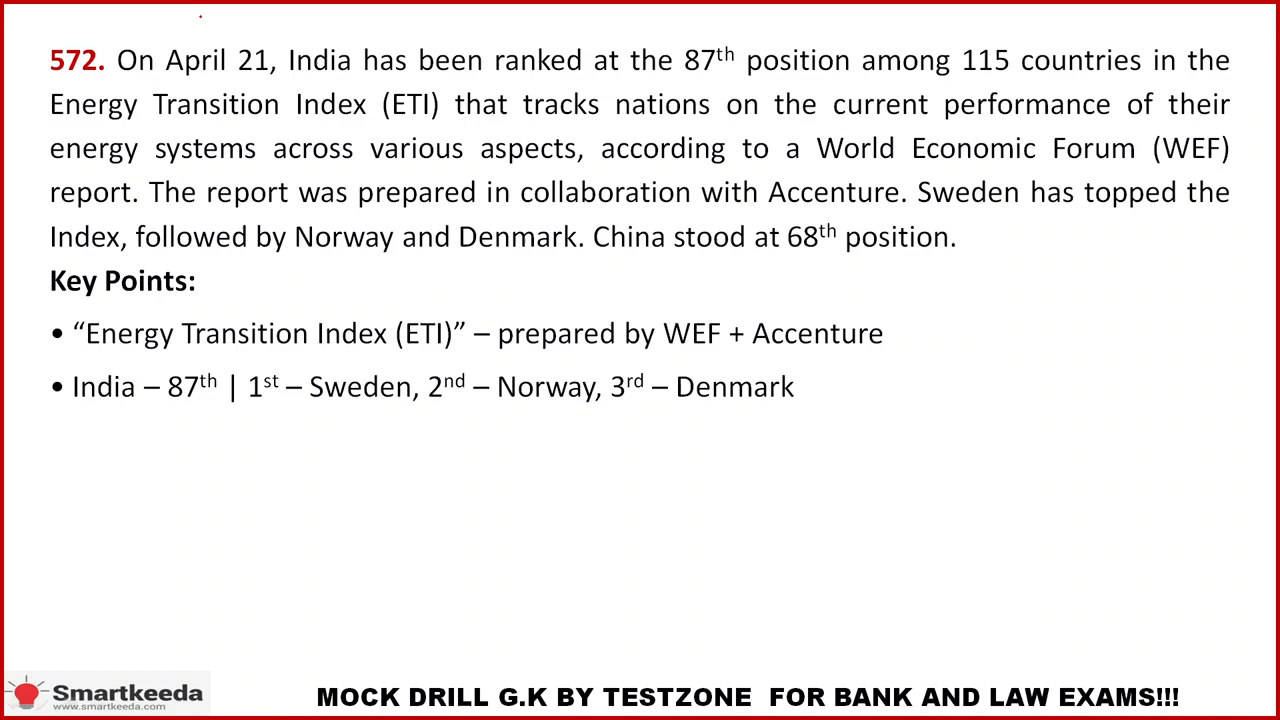 572. On April 21, India has been ranked at the 87th position among 115 countries in the
Energy Transition Index (ETI) that tracks nations on the current performance of their
energy systems across various aspects, according to a World Economic Forum (WEF)
report. The report was prepared in collaboration with Accenture. Sweden has topped the
Index, followed by Norway and Denmark. China stood at 68th position.
Key Points:
• “Energy Transition Index (ETI)” – prepared by WEF + Accenture
• India – 87th | 1st – Sweden, 2nd – Norway, 3rd – Denmark
Smartkeeda
www.smartkeeda.com
MOCK DRILL G.K BY TESTZONE FOR BANK AND LAW EXAMS!!!